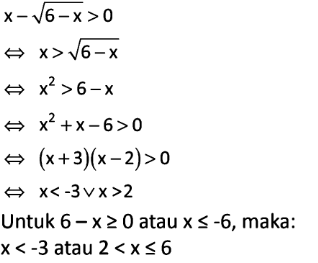 x − √(6−x) > 0
⇔ x > √(6−x)
⇔ x² > 6 − x
⇔ x² + x − 6 > 0
⇔ (x + 3)(x − 2) > 0
⇔ x < -3 ∨ x > 2
Untuk 6 – x ≥ 0 atau x ≤ -6, maka:
x < -3 atau 2 < x ≤ 6